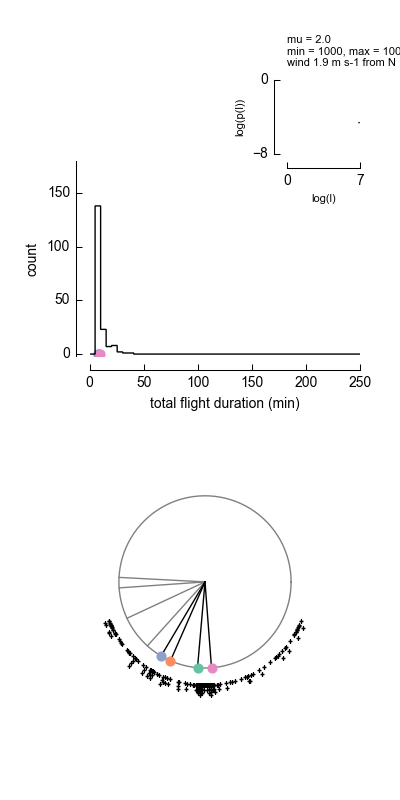 mu = 2.0
min = 1000, max = 100
wind 1.9 m s-1 from N
0
log(p(l))
−8
0
7
log(l)
150
100
50
0
count
0
50
100
150
200
250
total flight duration (min)